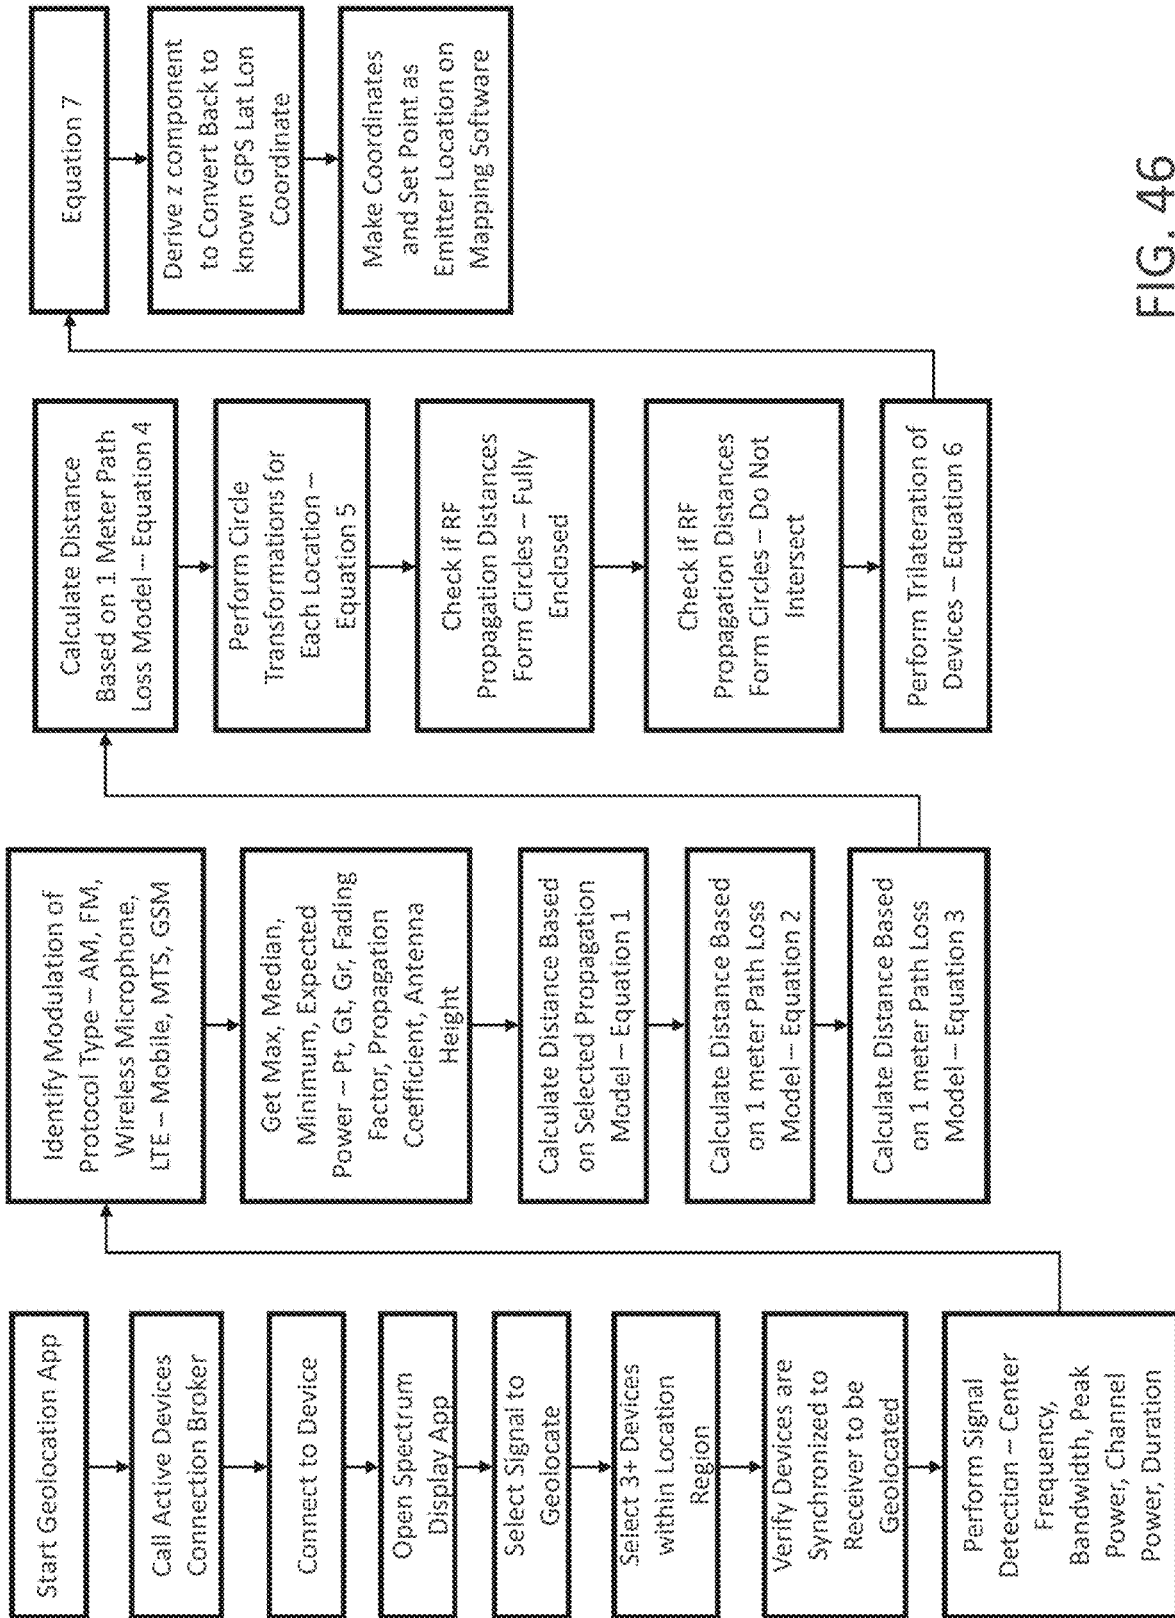 Start Geolocation App
Call Active Devices
Connection Broker
Connect to Device
Open Spectrum
Display App
Select Signal to
Geolocate
Select 3+ Devices
within Location
Region
Verify Devices are
Synchronized to
Receiver to be
Geolocated
Perform Signal
Detection – Center
Frequency,
Bandwidth, Peak
Power, Channel
Power, Duration
Identify Modulation of
Protocol Type – AM, FM,
Wireless Microphone,
LTE – Mobile, MTS, GSM
Get Max, Median,
Minimum, Expected
Power – Pt, Gt, Gr, Fading
Factor, Propagation
Coefficient, Antenna
Height
Calculate Distance Based
on Selected Propagation
Model – Equation 1
Calculate Distance Based
on 1 meter Path Loss
Model – Equation 2
Calculate Distance Based
on 1 meter Path Loss
Model – Equation 3
Calculate Distance
Based on 1 Meter Path
Loss Model – Equation 4
Perform Circle
Transformations for
Each Location –
Equation 5
Check if RF
Propagation Distances
Form Circles – Fully
Enclosed
Check if RF
Propagation Distances
Form Circles – Do Not
Intersect
Perform Trilateration of
Devices – Equation 6
Equation 7
Derive z component
to Convert Back to
known GPS Lat Lon
Coordinate
Make Coordinates
and Set Point as
Emitter Location on
Mapping Software
FIG. 46